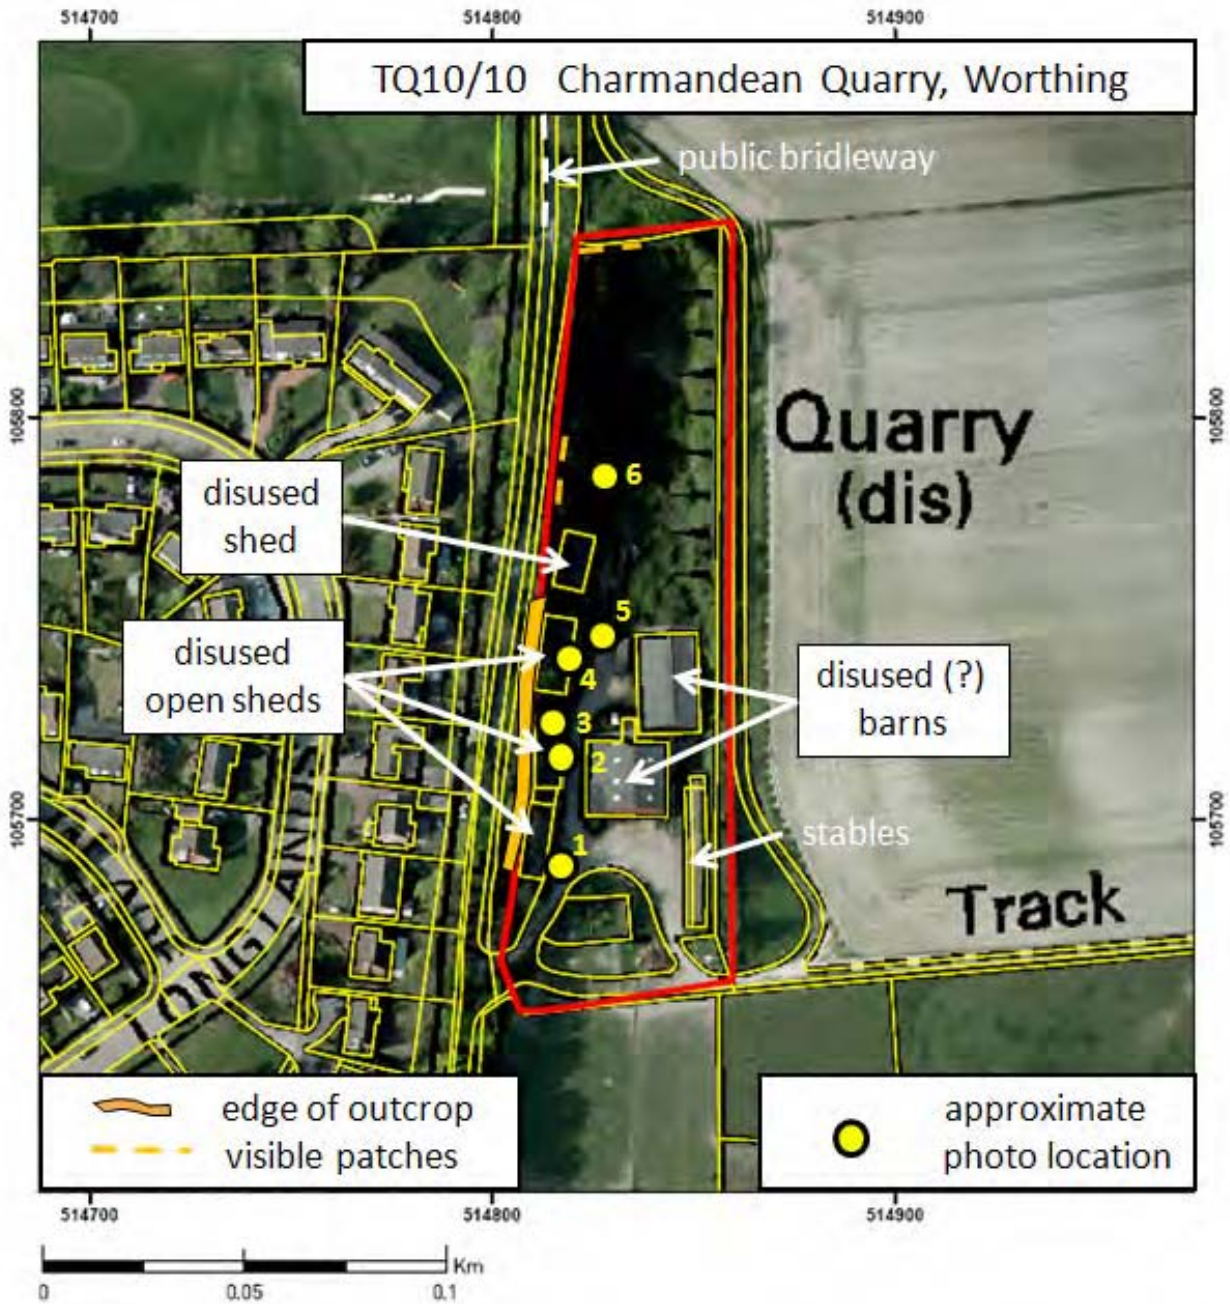 514700
514800
514900
TQ10/10 Charmandean Quarry, Worthing
public bridleway
105800
105800
Quarry
(dis)
6
disused
shed
5
disused
open sheds
4
disused (?)
barns
3
2
105700
105700
1
stables
Track
LONGLANDS
edge of outcrop
visible patches
approximate
photo location
514700
514800
514900
Km
0
0.05
0.1